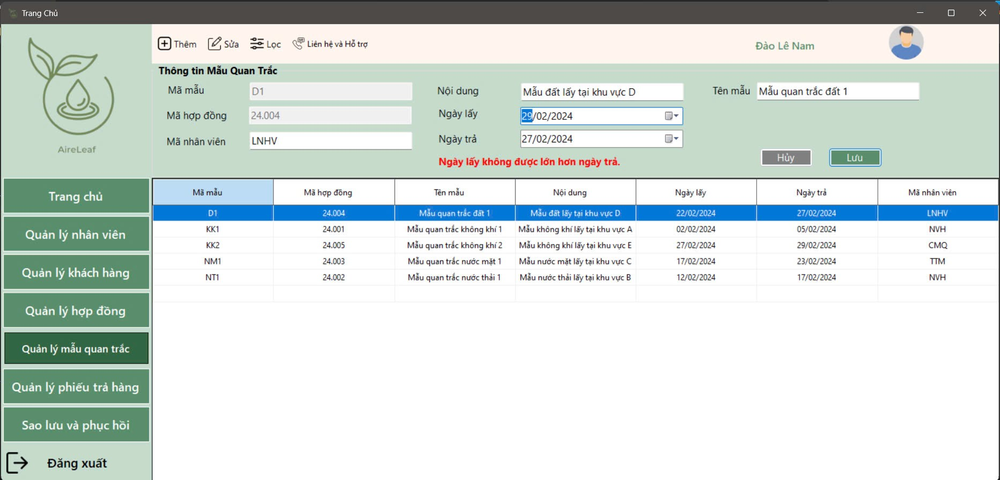 Trang Chủ
Thêm Sửa Lọc Liên hệ và Hỗ trợ Đào Lê Nam
AireLeaf
Thông tin Mẫu Quan Trắc
Mã mẫu D1 Nội dung Mẫu đất lấy tại khu vực D Tên mẫu Mẫu quan trắc đất 1
Mã hợp đồng 24.004 Ngày lấy 29/02/2024
Mã nhân viên LNHV Ngày trả 27/02/2024
Ngày lấy không được lớn hơn ngày trả. Hủy Lưu
Trang chủ
Quản lý nhân viên
Quản lý khách hàng
Quản lý hợp đồng
Quản lý mẫu quan trắc
Quản lý phiếu trả hàng
Sao lưu và phục hồi
Đăng xuất
Mã mẫu Mã hợp đồng Tên mẫu Nội dung Ngày lấy Ngày trả Mã nhân viên
D1 24.004 Mẫu quan trắc đất 1 Mẫu đất lấy tại khu vực D 22/02/2024 27/02/2024 LNHV
KK1 24.001 Mẫu quan trắc không khí 1 Mẫu không khí lấy tại khu vực A 02/02/2024 05/02/2024 NVH
KK2 24.005 Mẫu quan trắc không khí 2 Mẫu không khí lấy tại khu vực E 27/02/2024 29/02/2024 CMQ
NM1 24.003 Mẫu quan trắc nước mặt 1 Mẫu nước mặt lấy tại khu vực C 17/02/2024 23/02/2024 TTM
NT1 24.002 Mẫu quan trắc nước thải 1 Mẫu nước thải lấy tại khu vực B 12/02/2024 17/02/2024 NVH